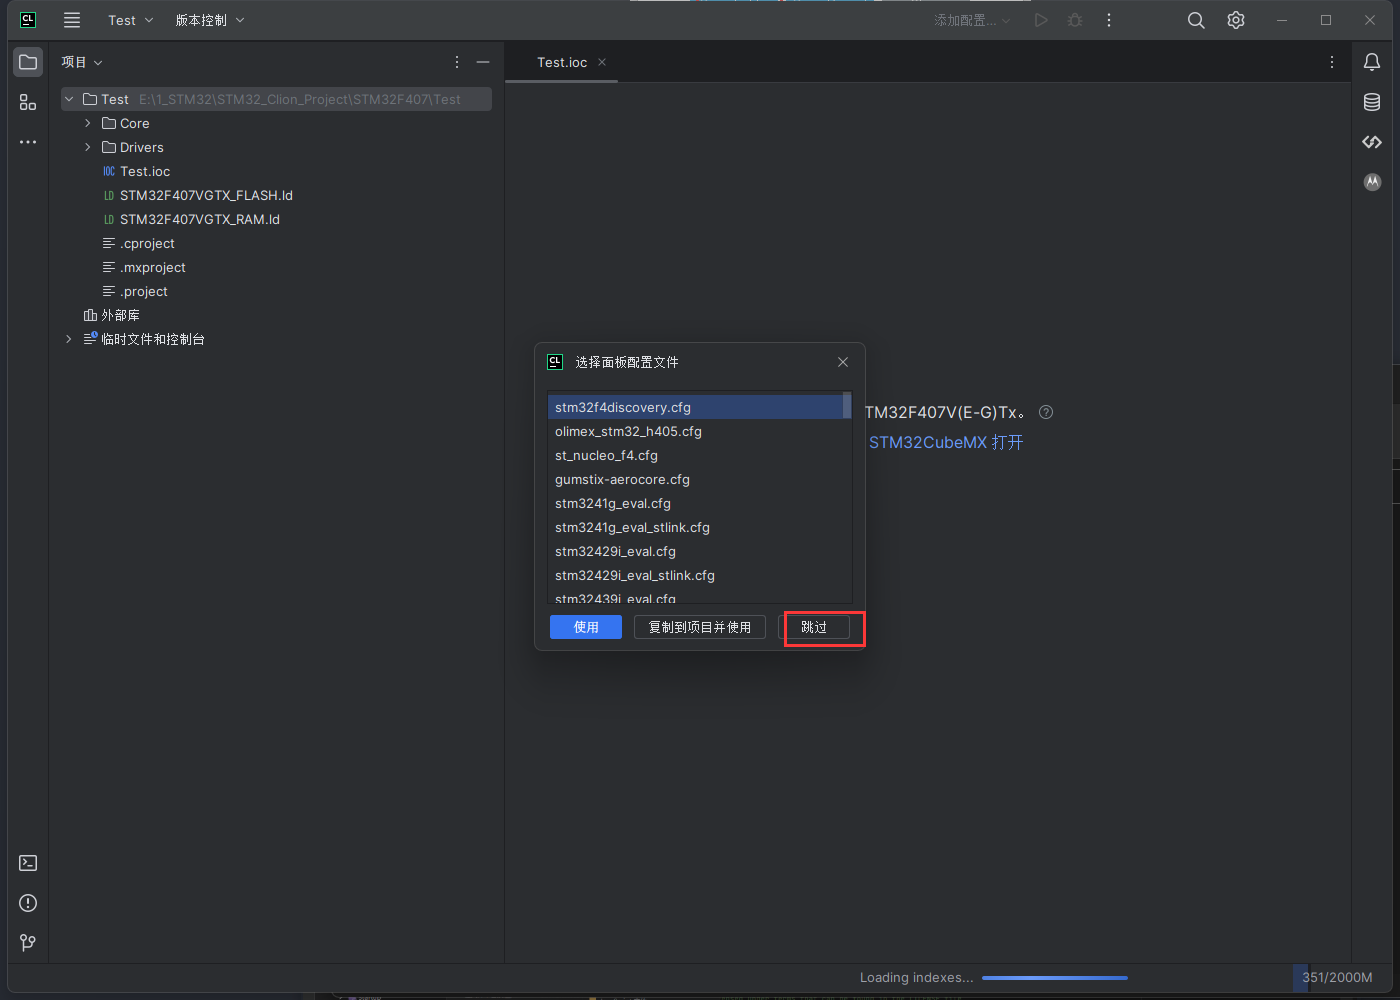 CL
Test
版本控制
添加配置...
项目
Test.ioc
Test E:\1_STM32\STM32_Clion_Project\STM32F407\Test
Core
Drivers
IOC Test.ioc
LD STM32F407VGTX_FLASH.ld
LD STM32F407VGTX_RAM.ld
.cproject
.mxproject
.project
外部库
临时文件和控制台
CL 选择面板配置文件
stm32f4discovery.cfg
olimex_stm32_h405.cfg
st_nucleo_f4.cfg
gumstix-aerocore.cfg
stm3241g_eval.cfg
stm3241g_eval_stlink.cfg
stm32429i_eval.cfg
stm32429i_eval_stlink.cfg
stm32439i_eval.cfg
使用
复制到项目并使用
跳过
TM32F407V(E-G)Tx。 ?
STM32CubeMX 打开
Loading indexes...
351/2000M